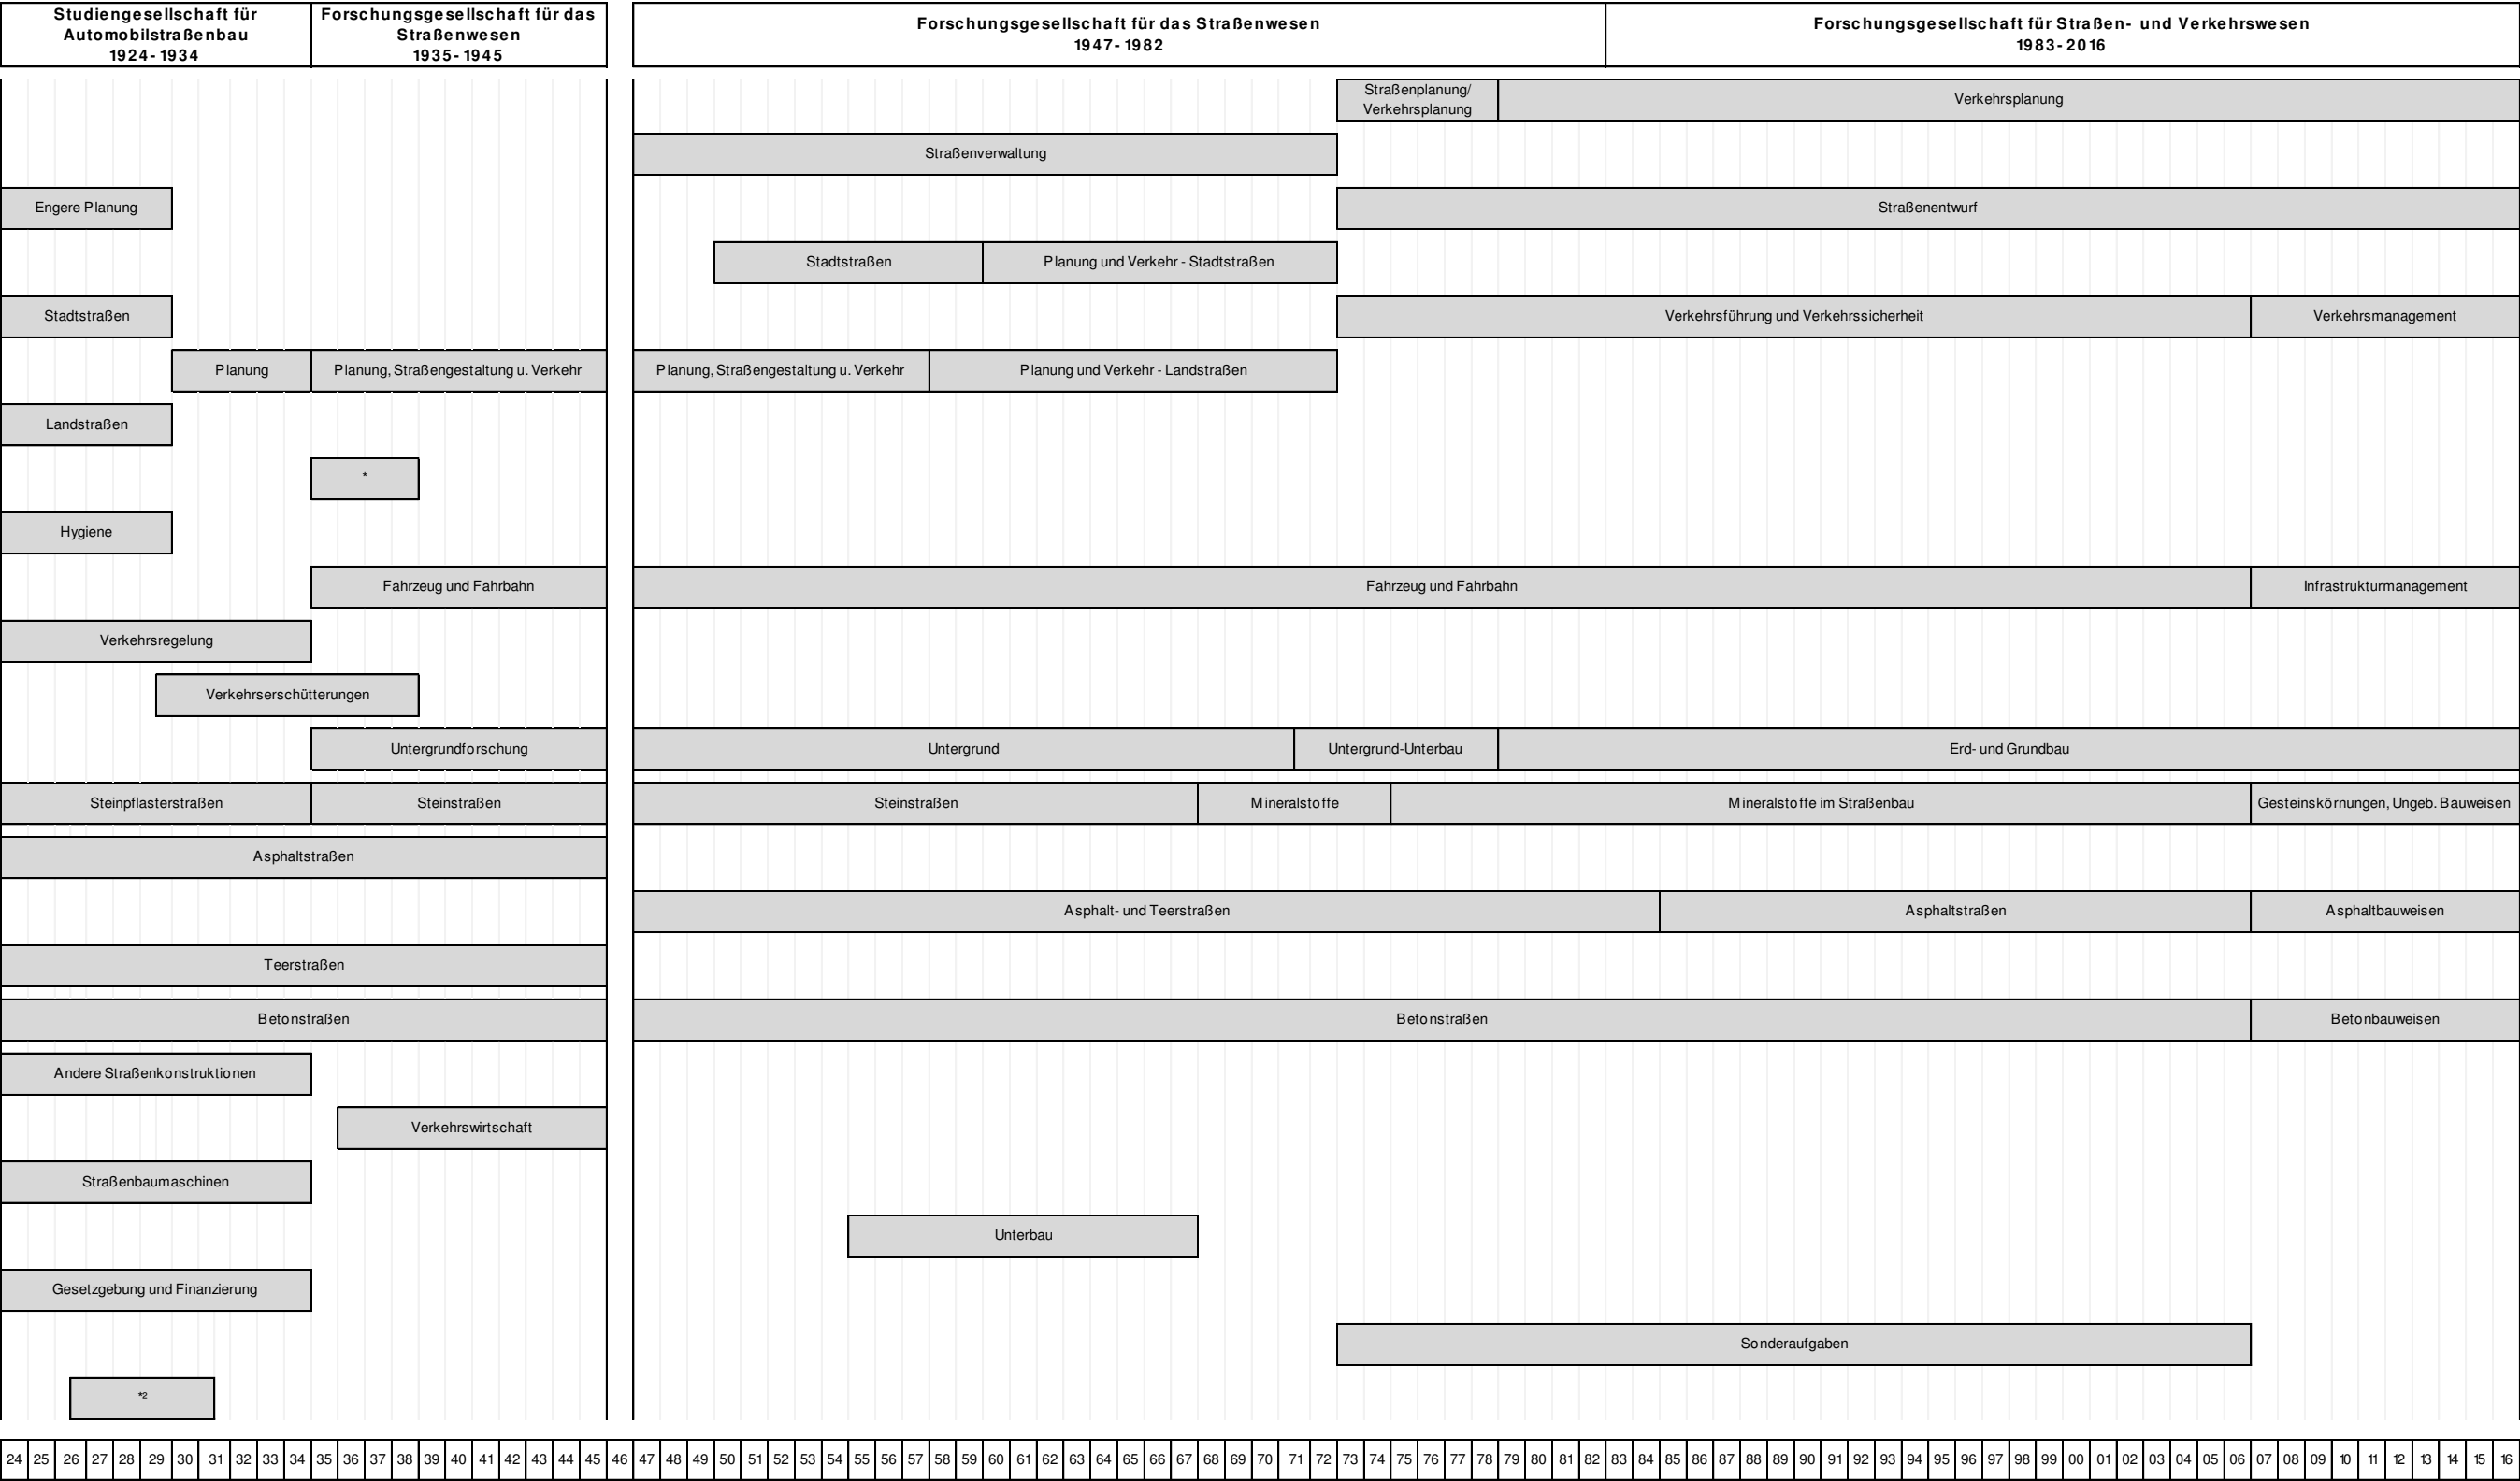 Studiengesellschaft für
Automobilstraßenbau
1924-1934
Forschungsgesellschaft für das
Straßenwesen
1935-1945
Forschungsgesellschaft für das Straßenwesen
1947-1982
Forschungsgesellschaft für Straßen- und Verkehrswesen
1983-2016
Straßenplanung/
Verkehrsplanung
Verkehrsplanung
Straßenverwaltung
Engere Planung
Straßenentwurf
Stadtstraßen
Planung und Verkehr - Stadtstraßen
Stadtstraßen
Verkehrsführung und Verkehrssicherheit
Verkehrsmanagement
Planung
Planung, Straßengestaltung u. Verkehr
Planung, Straßengestaltung u. Verkehr
Planung und Verkehr - Landstraßen
Landstraßen
*
Hygiene
Fahrzeug und Fahrbahn
Fahrzeug und Fahrbahn
Infrastrukturmanagement
Verkehrsregelung
Verkehrserschütterungen
Untergrundforschung
Untergrund
Untergrund-Unterbau
Erd- und Grundbau
Steinpflasterstraßen
Steinstraßen
Steinstraßen
Mineralstoffe
Mineralstoffe im Straßenbau
Gesteinskörnungen, Ungeb. Bauweisen
Asphaltstraßen
Asphalt- und Teerstraßen
Asphaltstraßen
Asphaltbauweisen
Teerstraßen
Betonstraßen
Betonstraßen
Betonbauweisen
Andere Straßenkonstruktionen
Verkehrswirtschaft
Straßenbaumaschinen
Unterbau
Gesetzgebung und Finanzierung
Sonderaufgaben
*²
24 25 26 27 28 29 30 31 32 33 34 35 36 37 38 39 40 41 42 43 44 45 46 47 48 49 50 51 52 53 54 55 56 57 58 59 60 61 62 63 64 65 66 67 68 69 70 71 72 73 74 75 76 77 78 79 80 81 82 83 84 85 86 87 88 89 90 91 92 93 94 95 96 97 98 99 00 01 02 03 04 05 06 07 08 09 10 11 12 13 14 15 16